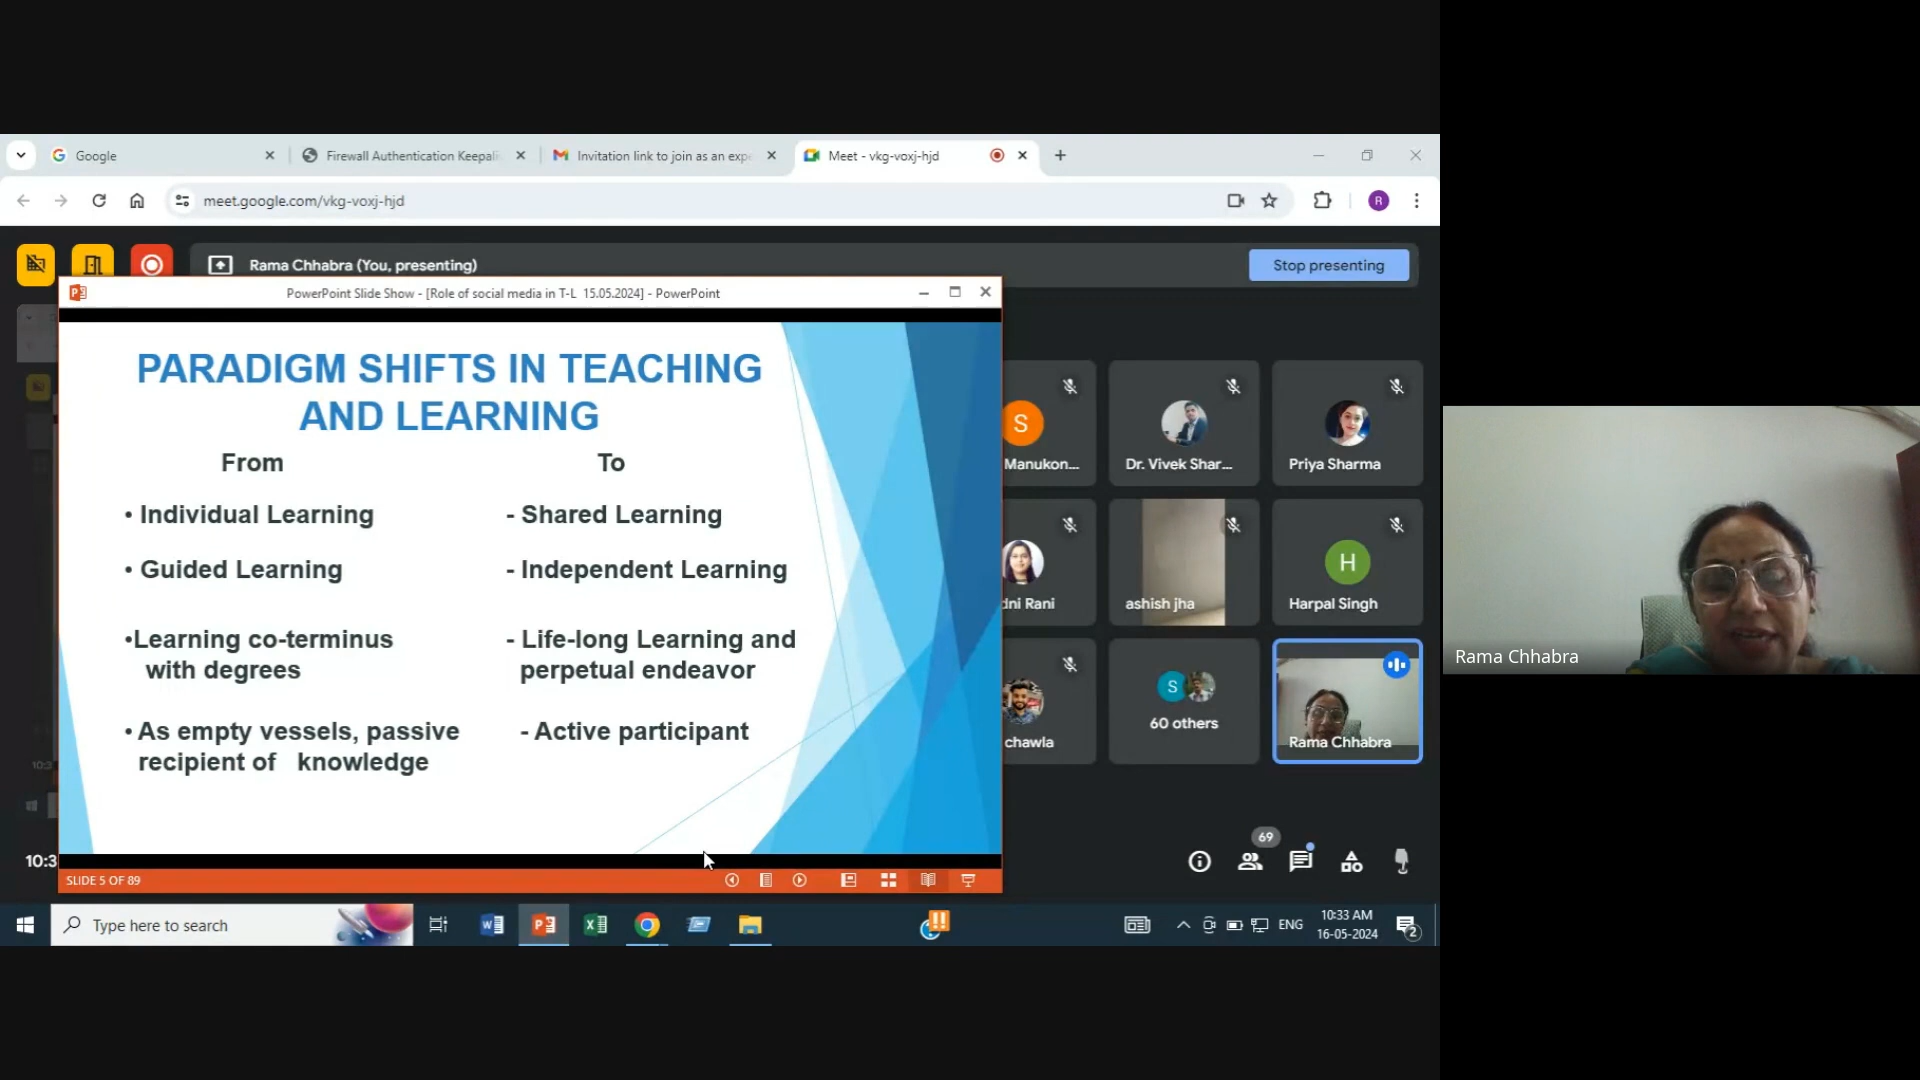 Google
Firewall Authentication Keepali
Invitation link to join as an exp
Meet - vkg-voxj-hjd
meet.google.com/vkg-voxj-hjd
R
Rama Chhabra (You, presenting)
Stop presenting
PowerPoint Slide Show - [Role of social media in T-L 15.05.2024] - PowerPoint
PARADIGM SHIFTS IN TEACHING
AND LEARNING
From To
• Individual Learning - Shared Learning
• Guided Learning - Independent Learning
•Learning co-terminus - Life-long Learning and
with degrees perpetual endeavor
• As empty vessels, passive - Active participant
recipient of knowledge
SLIDE 5 OF 89
S
Manukon...
Dr. Vivek Shar...
Priya Sharma
dni Rani
ashish jha
H
Harpal Singh
chawla
S
60 others
Rama Chhabra
Rama Chhabra
69
10:3
Type here to search
ENG
10:33 AM
16-05-2024
2